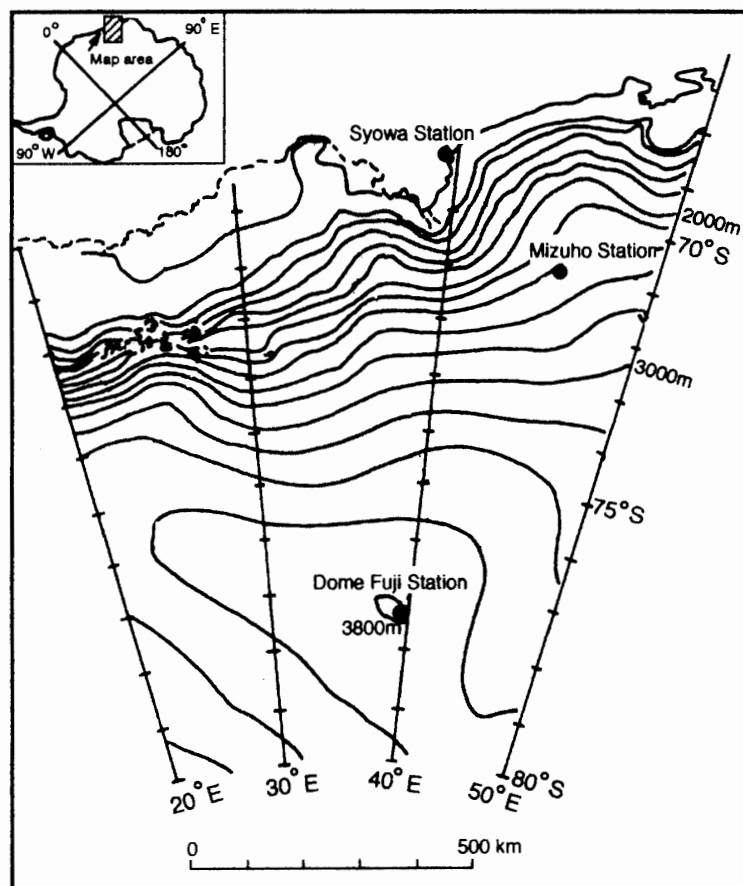 0°
90°E
Map area
90°W
180°
Syowa Station
2000m
70°S
Mizuho Station
3000m
75°S
Dome Fuji Station
3800m
20°E
30°E
40°E
50°E
80°S
0
500 km